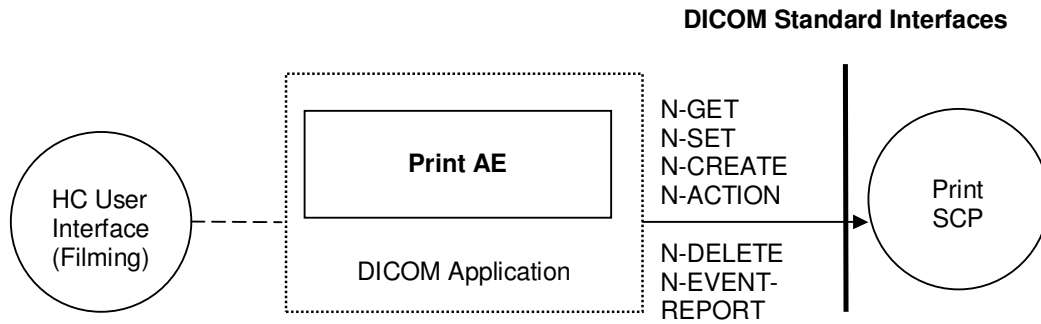 DICOM Standard Interfaces
HC User
Interface
(Filming)
Print AE
DICOM Application
N-GET
N-SET
N-CREATE
N-ACTION
N-DELETE
N-EVENT-
REPORT
Print
SCP